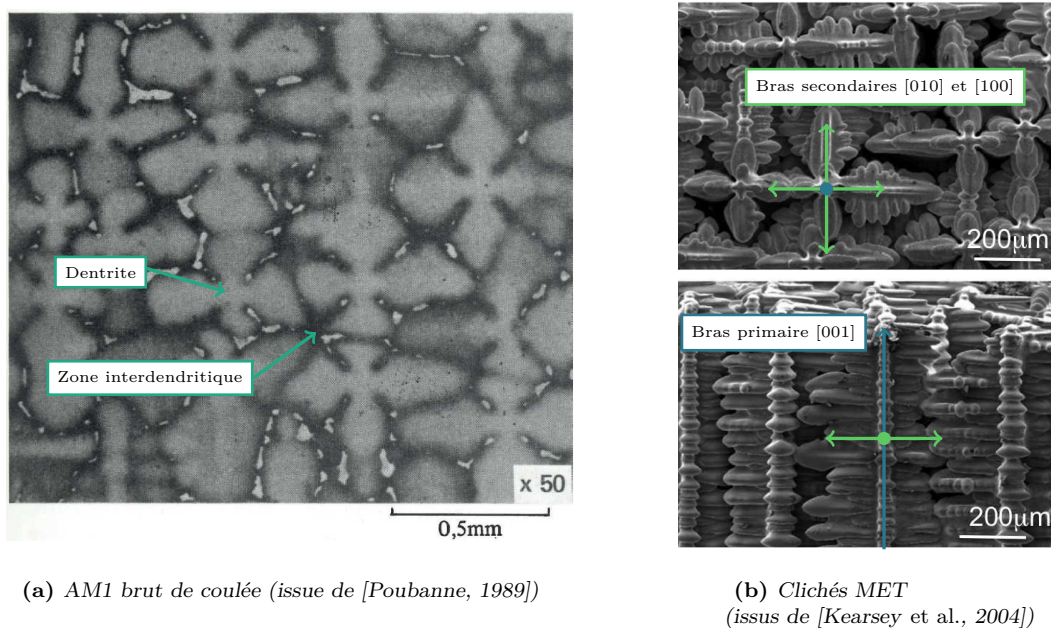 Dentrite
Zone interdendritique
x 50
0,5mm
(a) AM1 brut de coulée (issue de [Poubanne, 1989])
Bras secondaires [010] et [100]
200μm
Bras primaire [001]
200μm
(b) Clichés MET
(issus de [Kearsey et al., 2004])